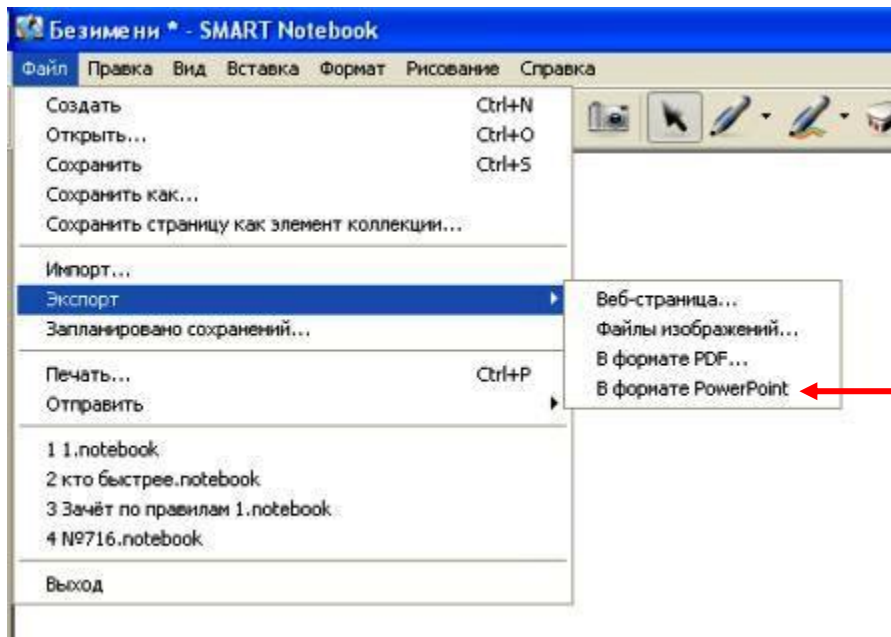 Безимени * - SMART Notebook
Файл Правка Вид Вставка Формат Рисование Справка
Создать Ctrl+N
Открыть... Ctrl+O
Сохранить Ctrl+S
Сохранить как...
Сохранить страницу как элемент коллекции...
Импорт...
Экспорт
Запланировано сохранений...
Печать... Ctrl+P
Отправить
1 1.notebook
2 кто быстрее.notebook
3 Зачёт по правилам 1.notebook
4 №716.notebook
Выход
Веб-страница...
Файлы изображений...
В формате PDF...
В формате PowerPoint